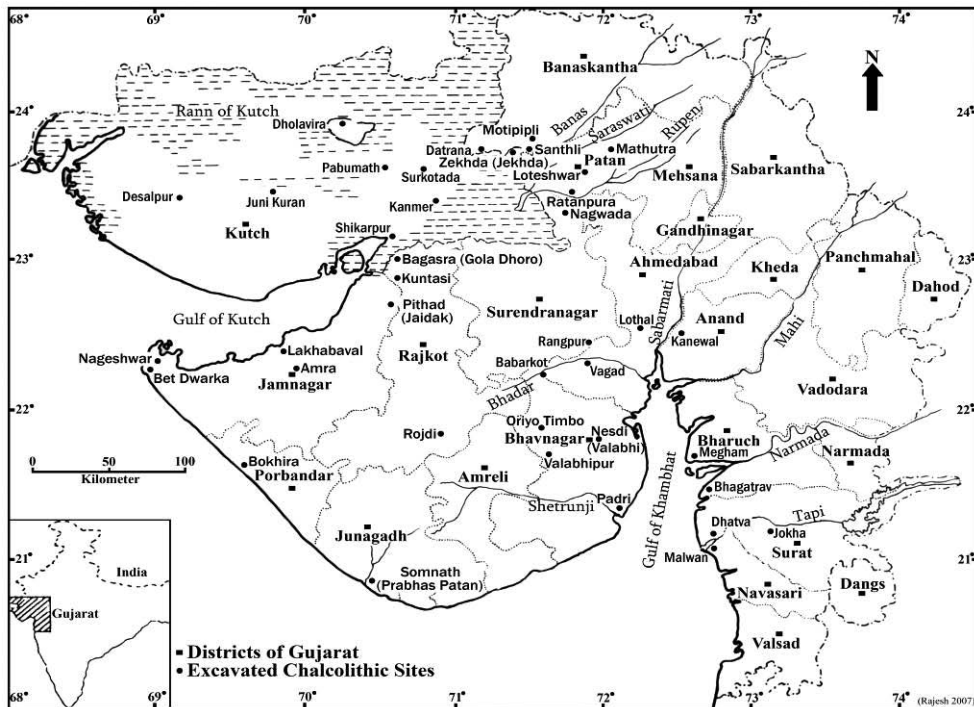 68° 69° 70° 71° 72° 73° 74°
N
Banaskantha
24° 24°
Rann of Kutch
Dholavira
Motipipli
Banas
Saraswati
Rupen
Datrana
Santhli
Mathutra
Zekhda (Jekhda)
Patan
Sabarkantha
Pabumath
Surkotada
Loteshwar
Mehsana
Desalpur
Juni Kuran
Kanmer
Ratanpura
Nagwada
Kutch
Gandhinagar
Shikarpur
23° 23°
Bagasra (Gola Dhoro)
Ahmedabad
Kheda
Panchmahal
Kuntasi
Dahod
Pithad
(Jaidak)
Surendranagar
Gulf of Kutch
Sabarmati
Lothal
Anand
Mahi
Rangpur
Kanewal
Nageshwar
Lakhabaval
Rajkot
Babarkot
Vagad
Bet Dwarka
Amra
Jamnagar
Bhadar
Vadodara
22° 22°
Oriyo Timbo
Rojdi
Bhavnagar
Nesdi
(Valabhi)
Bharuch
Narmada
Megham
Narmada
0 50 100
Kilometer
Bokhira
Porbandar
Valabhipur
Amreli
Bhagatrav
Shetrunji
Padri
Gulf of Khambhat
Tapi
Junagadh
Dhatva
Jokha
Surat
21° 21°
Malwan
India
Somnath
(Prabhas Patan)
Navasari
Dangs
Gujarat
Valsad
Districts of Gujarat
Excavated Chalcolithic Sites
68° 69° 70° 71° 72° 73° 74°
(Rajesh 2007)